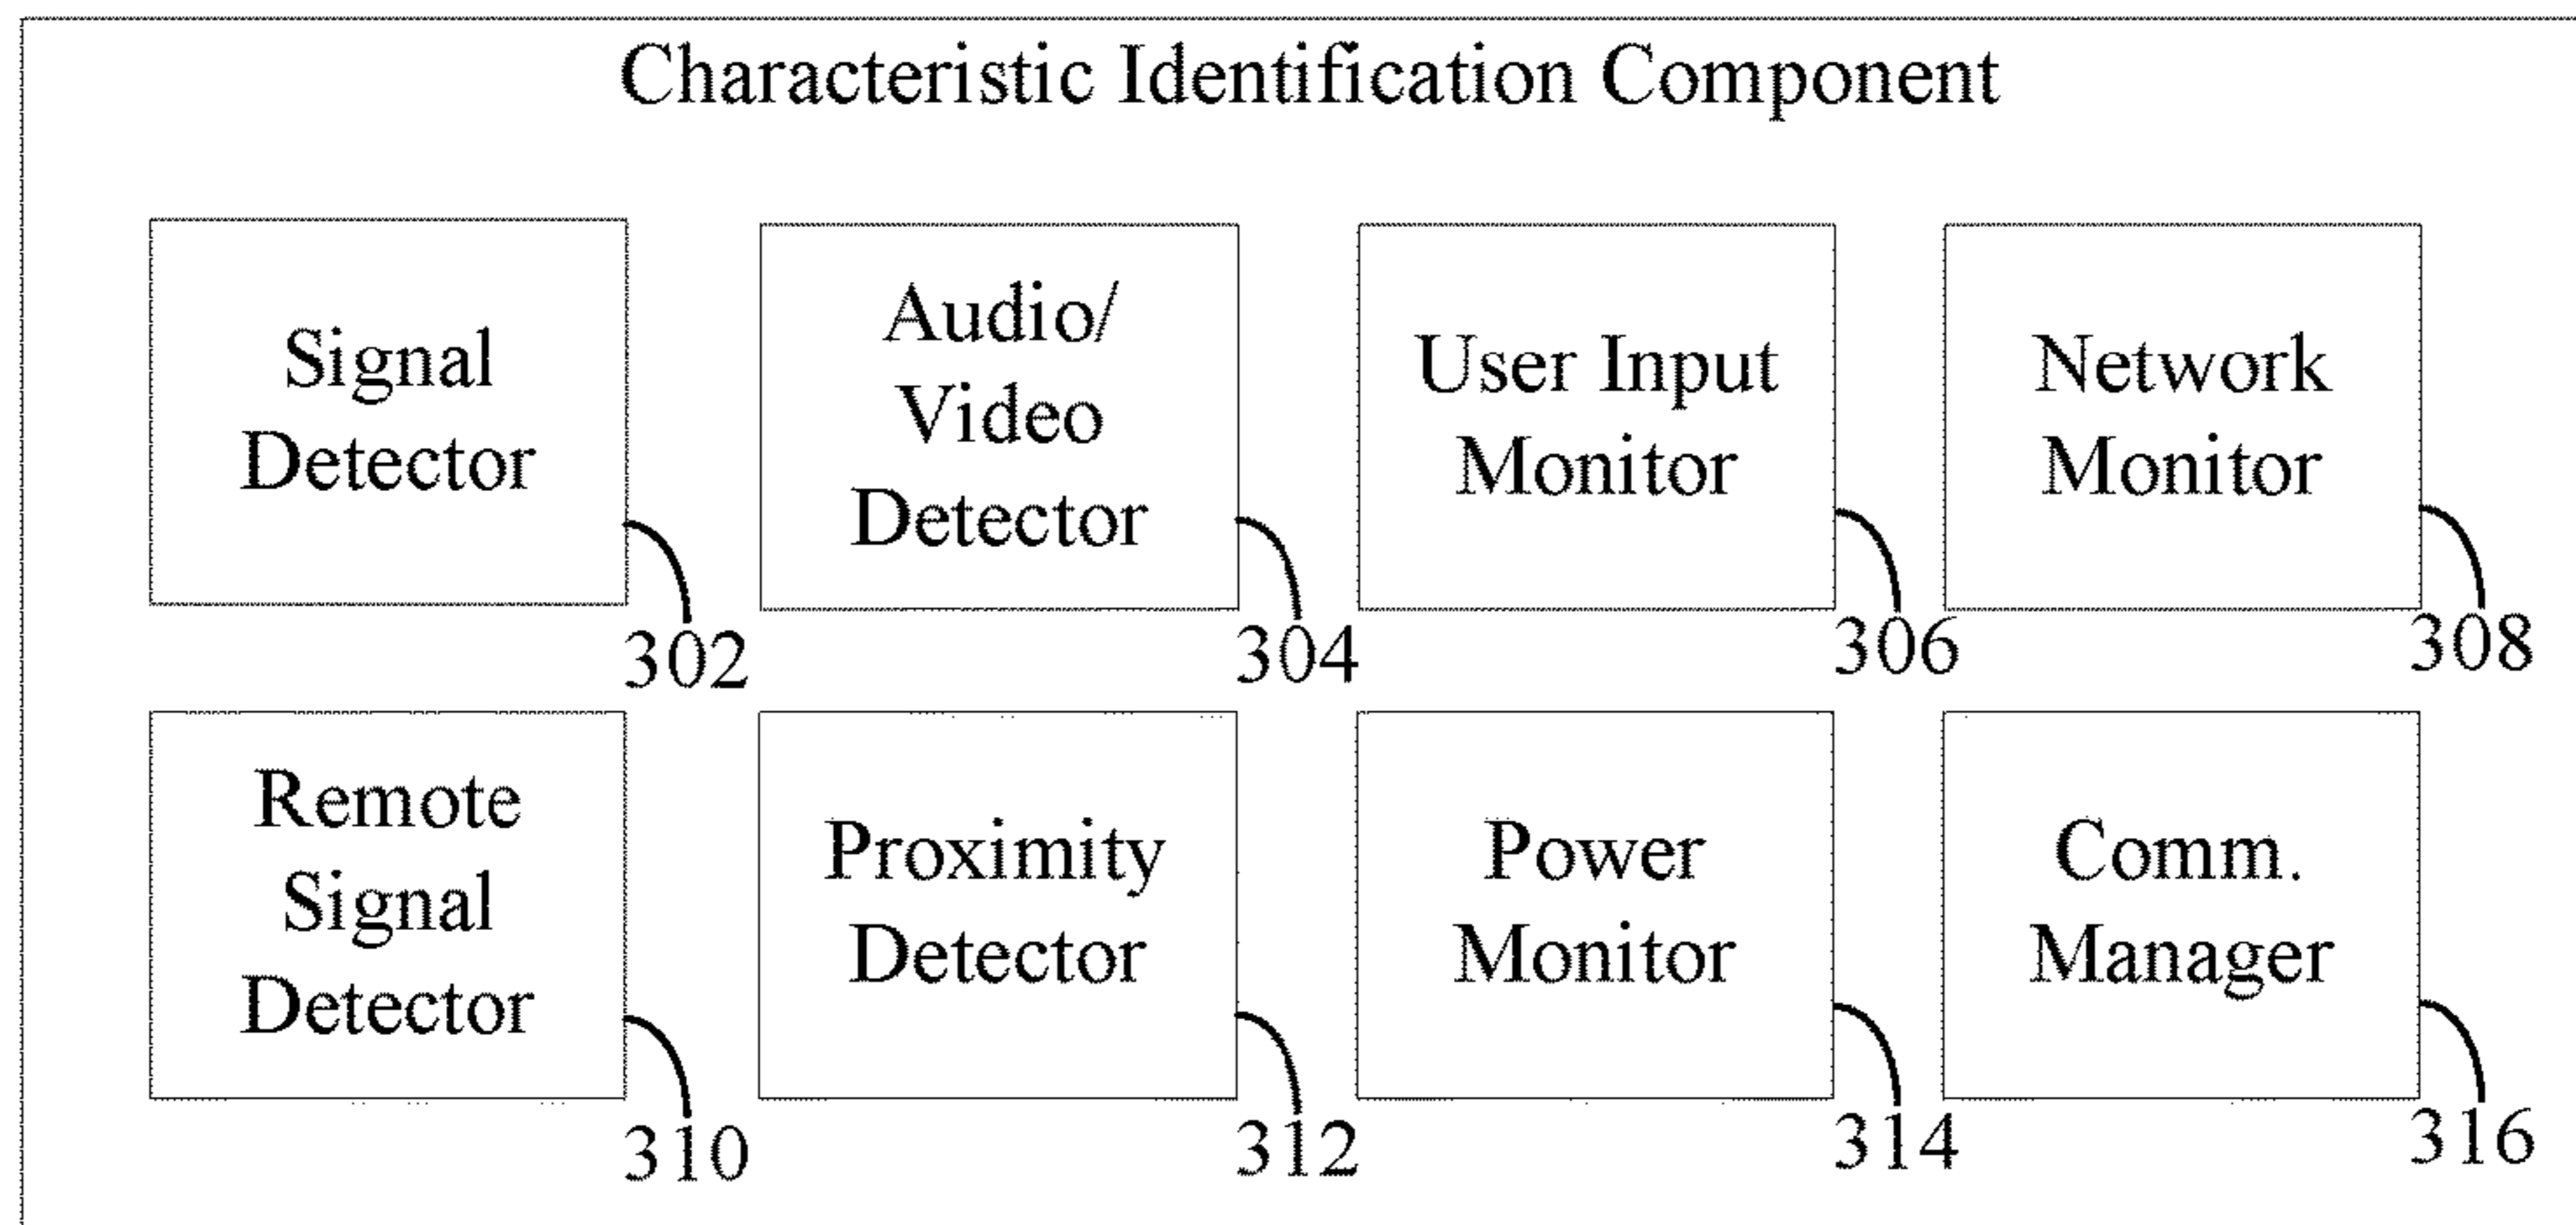 Characteristic Identification Component
Signal
Detector
302
Audio/
Video
Detector
304
User Input
Monitor
306
Network
Monitor
308
Remote
Signal
Detector
310
Proximity
Detector
312
Power
Monitor
314
Comm.
Manager
316